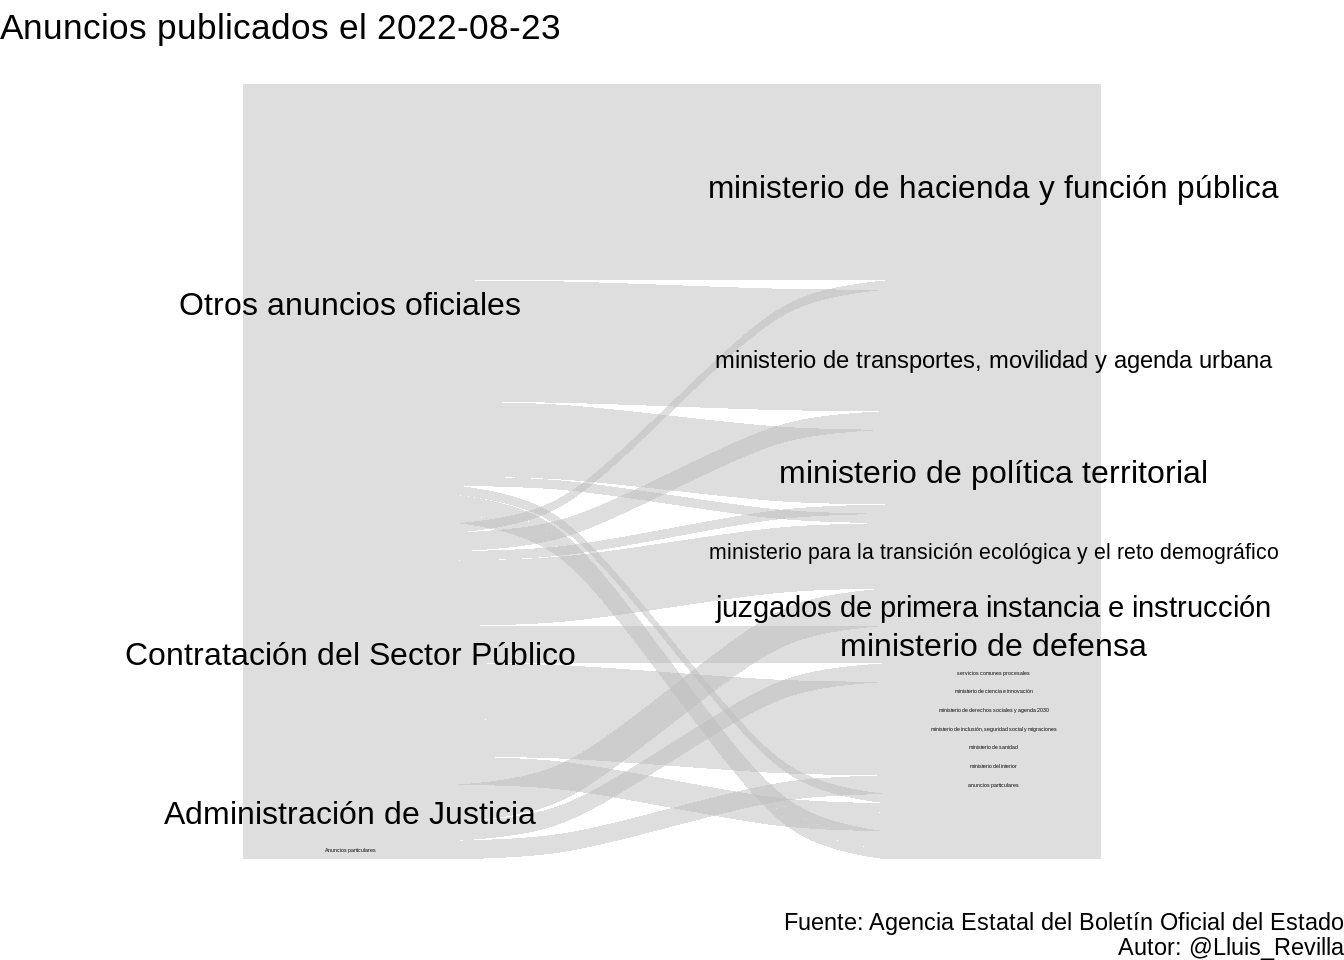 Anuncios publicados el 2022-08-23
ministerio de hacienda y función pública
Otros anuncios oficiales
ministerio de transportes, movilidad y agenda urbana
ministerio de política territorial
ministerio para la transición ecológica y el reto demográfico
juzgados de primera instancia e instrucción
ministerio de defensa
Contratación del Sector Público
servicios comunes procesales
ministerio de ciencia e innovación
ministerio de derechos sociales y agenda 2030
ministerio de inclusión, seguridad social y migraciones
ministerio de sanidad
ministerio del interior
anuncios particulares
Administración de Justicia
Anuncios particulares
Fuente: Agencia Estatal del Boletín Oficial del Estado
Autor: @Lluis_Revilla